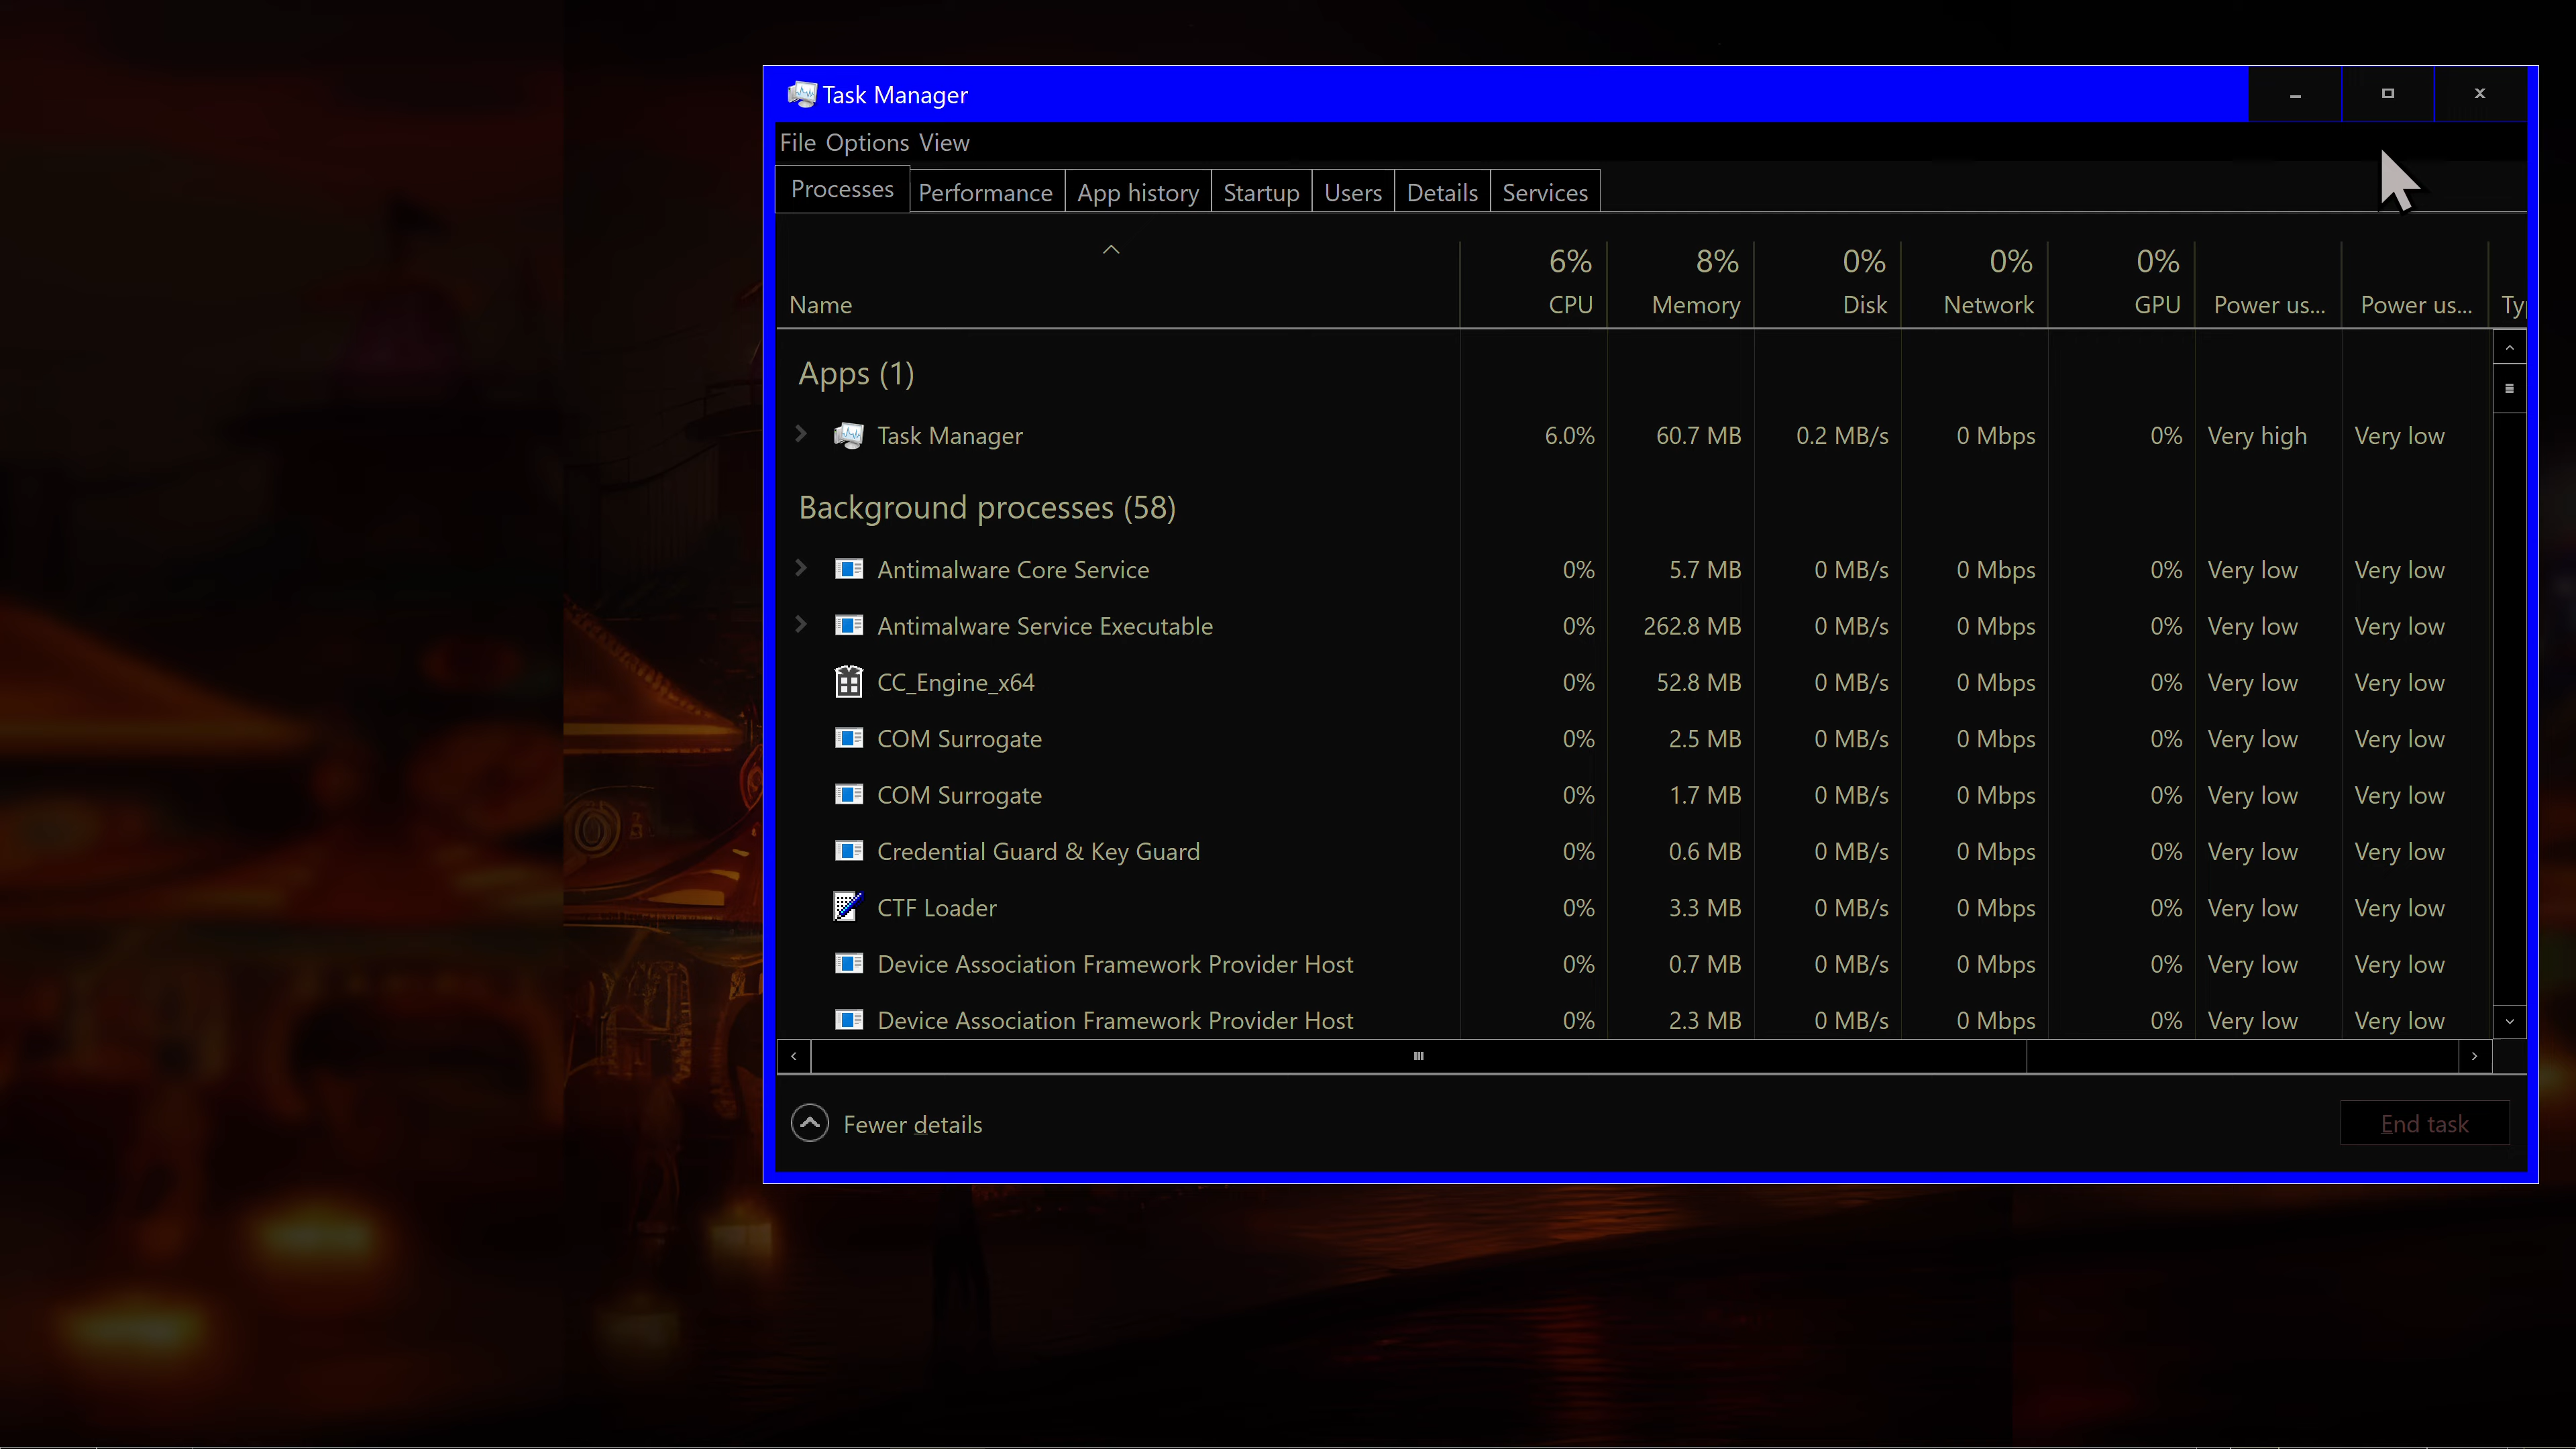 Task Manager
File Options View
Processes Performance App history Startup Users Details Services
6% 8% 0% 0% 0%
Name CPU Memory Disk Network GPU Power us... Power us... Ty
Apps (1)
Task Manager 6.0% 60.7 MB 0.2 MB/s 0 Mbps 0% Very high Very low
Background processes (58)
Antimalware Core Service 0% 5.7 MB 0 MB/s 0 Mbps 0% Very low Very low
Antimalware Service Executable 0% 262.8 MB 0 MB/s 0 Mbps 0% Very low Very low
CC_Engine_x64 0% 52.8 MB 0 MB/s 0 Mbps 0% Very low Very low
COM Surrogate 0% 2.5 MB 0 MB/s 0 Mbps 0% Very low Very low
COM Surrogate 0% 1.7 MB 0 MB/s 0 Mbps 0% Very low Very low
Credential Guard & Key Guard 0% 0.6 MB 0 MB/s 0 Mbps 0% Very low Very low
CTF Loader 0% 3.3 MB 0 MB/s 0 Mbps 0% Very low Very low
Device Association Framework Provider Host 0% 0.7 MB 0 MB/s 0 Mbps 0% Very low Very low
Device Association Framework Provider Host 0% 2.3 MB 0 MB/s 0 Mbps 0% Very low Very low
Fewer details End task